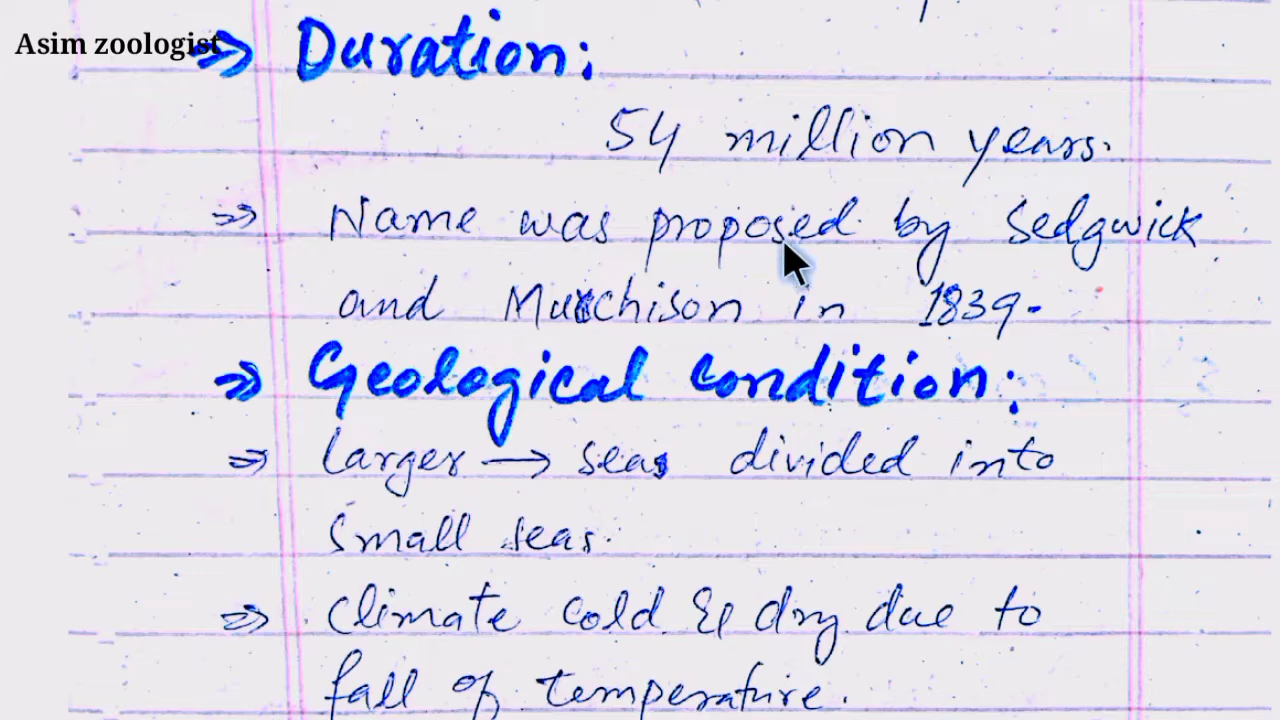 Asim zoologist
⇒ Duration:
54 million years.
⇒ Name was proposed by Sedgwick
and Murchison in 1839.
⇒ Geological condition:
⇒ larger → seas divided into
small seas.
⇒ Climate cold & dry due to
fall of temperature.